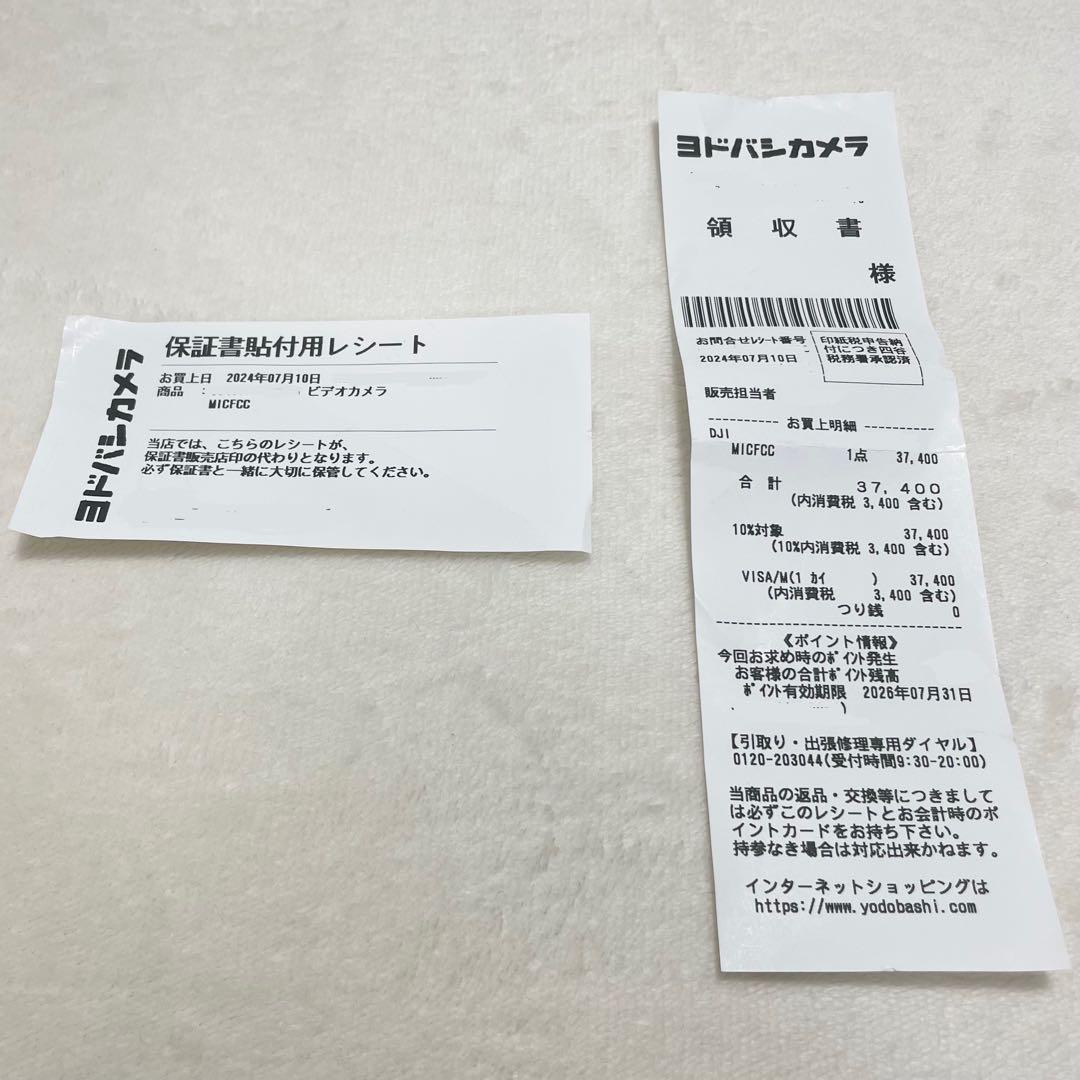 ヨドバシカメラ
保証書貼付用レシート
お買上日 2024年07月10日
商品 : ビデオカメラ
MICFCC
当店では、こちらのレシートが、
保証書販売店印の代わりとなります。
必ず保証書と一緒に大切に保管してください。
ヨドバシカメラ
領 収 書
様
お問合せﾚｼｰﾄ番号
2024年07月10日
印紙税申告納
付につき四谷
税務署承認済
販売担当者
---------- お買上明細 ----------
DJI
MICFCC 1点 37,400
合 計 37,400
(内消費税 3,400 含む)
10%対象 37,400
(10%内消費税 3,400 含む)
VISA/M(1 ｶｲ ) 37,400
(内消費税 3,400 含む)
つり銭 0
《ポイント情報》
今回お求め時のﾎﾟｲﾝﾄ発生
お客様の合計ﾎﾟｲﾝﾄ残高
ﾎﾟｲﾝﾄ有効期限 2026年07月31日
)
【引取り・出張修理専用ダイヤル】
0120-203044(受付時間9:30-20:00)
当商品の返品・交換等につきまして
は必ずこのレシートとお会計時のポ
イントカードをお持ち下さい。
持参なき場合は対応出来かねます。
インターネットショッピングは
https://www.yodobashi.com